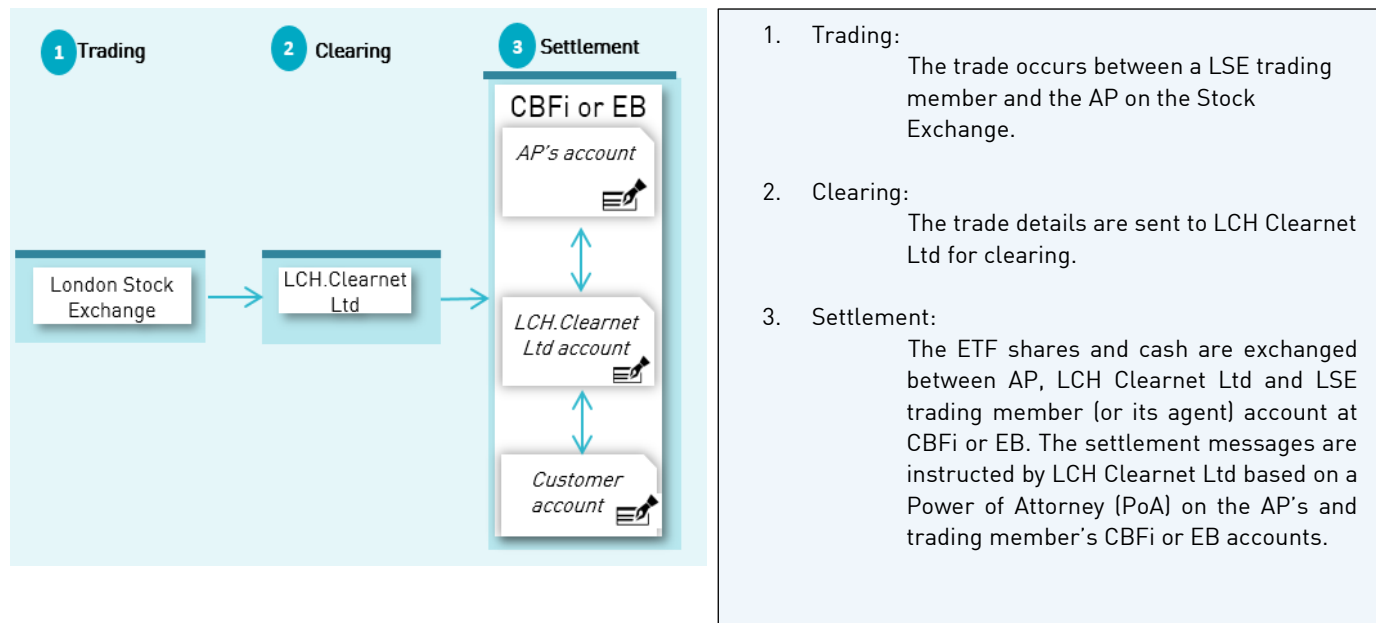 1 Trading
2 Clearing
3 Settlement
London Stock
Exchange
LCH.Clearnet
Ltd
CBFi or EB
AP's account
LCH.Clearnet
Ltd account
Customer
account
1. Trading:
The trade occurs between a LSE trading
member and the AP on the Stock
Exchange.
2. Clearing:
The trade details are sent to LCH Clearnet
Ltd for clearing.
3. Settlement:
The ETF shares and cash are exchanged
between AP, LCH Clearnet Ltd and LSE
trading member (or its agent) account at
CBFi or EB. The settlement messages are
instructed by LCH Clearnet Ltd based on a
Power of Attorney (PoA) on the AP's and
trading member's CBFi or EB accounts.